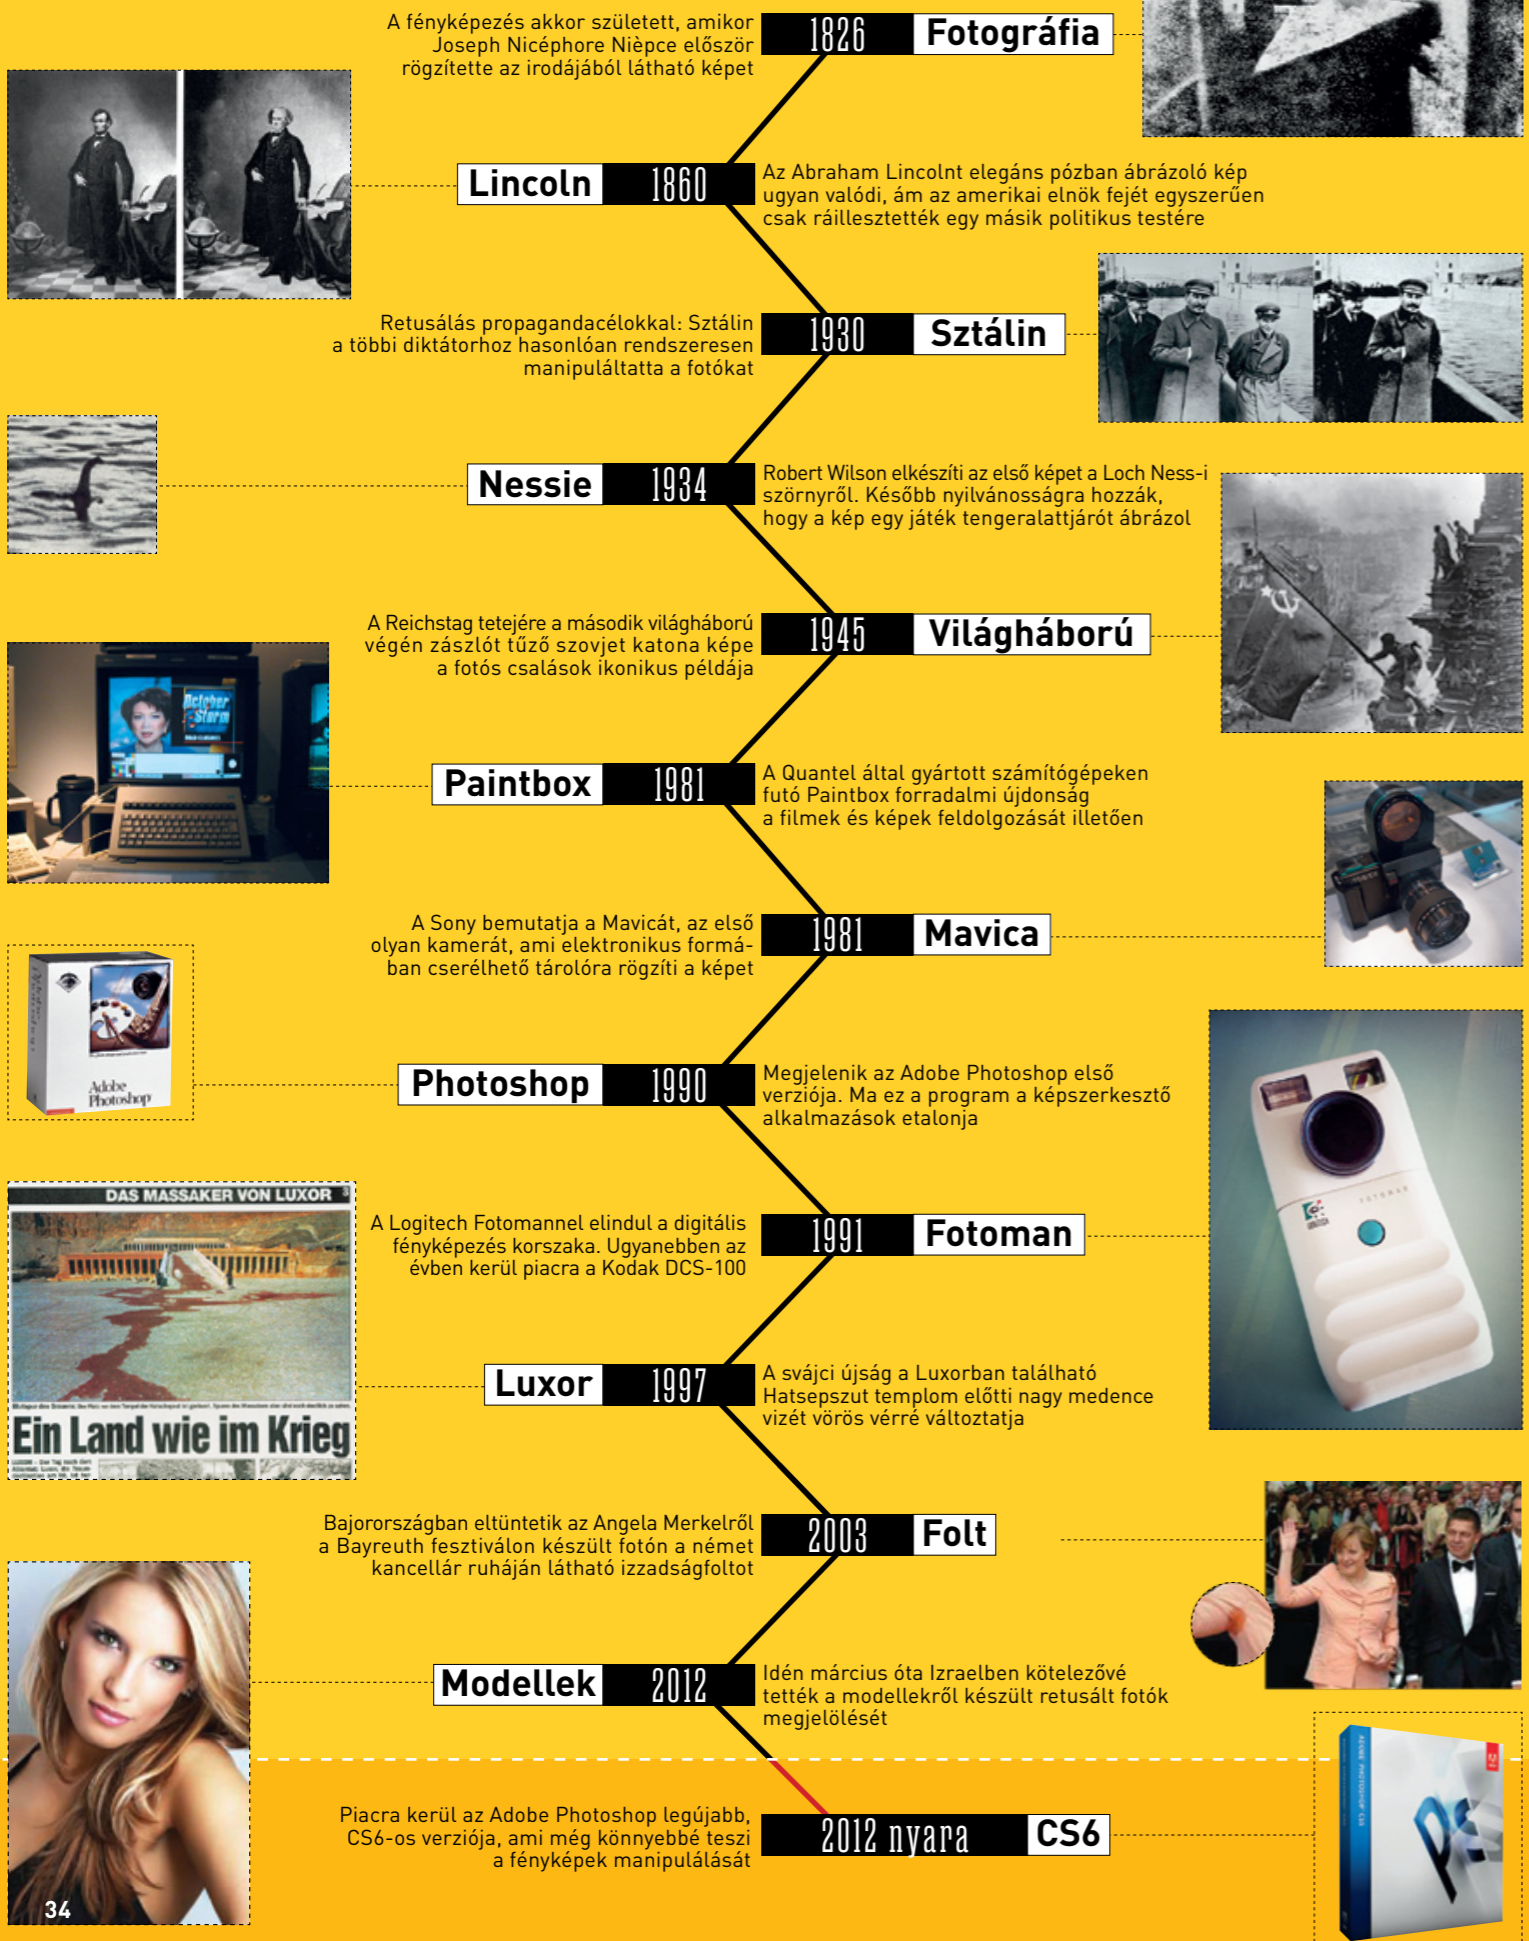 A fényképezés akkor született, amikor
Joseph Nicéphore Nièpce először
rögzítette az irodájából látható képet
1826 Fotográfia
Lincoln 1860
Az Abraham Lincolnt elegáns pózban ábrázoló kép
ugyan valódi, ám az amerikai elnök fejét egyszerűen
csak ráillesztették egy másik politikus testére
Retusálás propagandacélokkal: Sztálin
a többi diktátorhoz hasonlóan rendszeresen
manipuláltatta a fotókat
1930 Sztálin
Nessie 1934
Robert Wilson elkészíti az első képet a Loch Ness-i
szörnyről. Később nyilvánosságra hozzák,
hogy a kép egy játék tengeralattjárót ábrázol
A Reichstag tetejére a második világháború
végén zászlót tűző szovjet katona képe
a fotós csalások ikonikus példája
1945 Világháború
October
Storm
Paintbox 1981
A Quantel által gyártott számítógépeken
futó Paintbox forradalmi újdonság
a filmek és képek feldolgozását illetően
A Sony bemutatja a Mavicát, az első
olyan kamerát, ami elektronikus formá-
ban cserélhető tárolóra rögzíti a képet
1981 Mavica
Adobe
Photoshop
Photoshop 1990
Megjelenik az Adobe Photoshop első
verziója. Ma ez a program a képszerkesztő
alkalmazások etalonja
A Logitech Fotomannel elindul a digitális
fényképezés korszaka. Ugyanebben az
évben kerül piacra a Kodak DCS-100
1991 Fotoman
FOTOMAN
DAS MASSAKER VON LUXOR 3
Ein Land wie im Krieg
Luxor 1997
A svájci újság a Luxorban található
Hatsepszut templom előtti nagy medence
vizét vörös vérré változtatja
Bajorországban eltüntetik az Angela Merkelről
a Bayreuth fesztiválon készült fotón a német
kancellár ruháján látható izzadságfoltot
2003 Folt
Modellek 2012
Idén március óta Izraelben kötelezővé
tették a modellekről készült retusált fotók
megjelölését
Piacra kerül az Adobe Photoshop legújabb,
CS6-os verziója, ami még könnyebbé teszi
a fényképek manipulálását
2012 nyara CS6
Ps
34